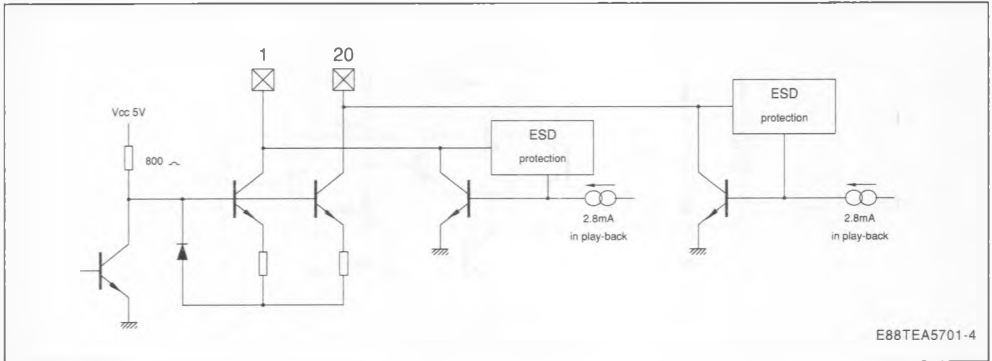 1 20
Vcc 5V
800 ~
ESD
protection
ESD
protection
2.8mA
in play-back
2.8mA
in play-back
E88TEA5701-4